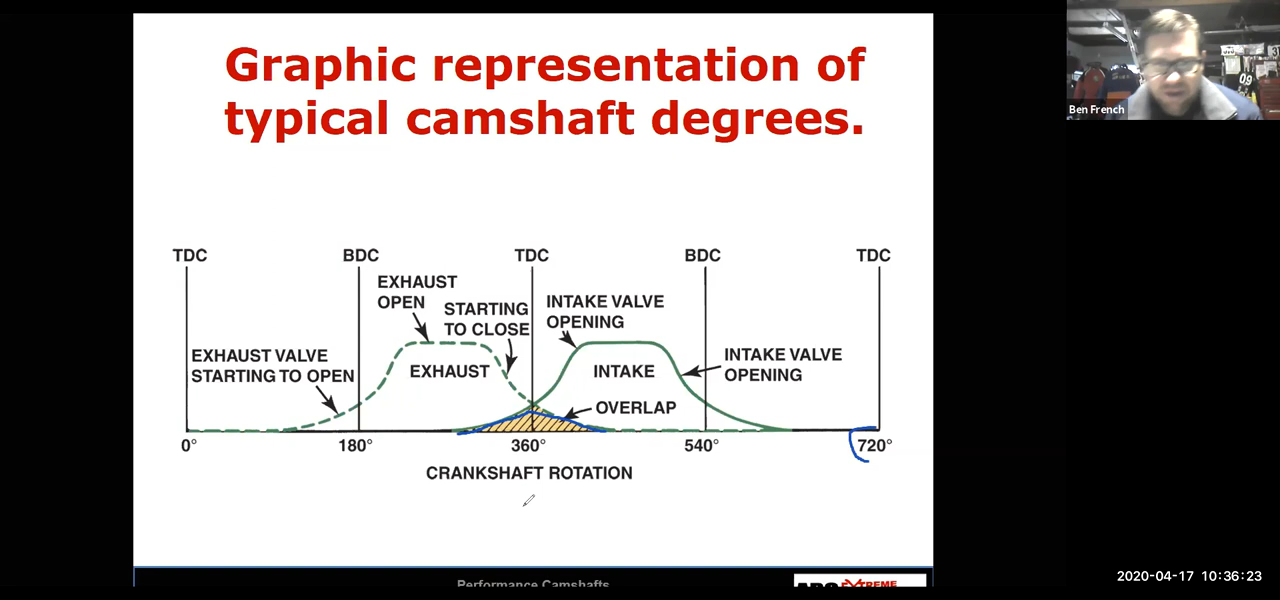 Graphic representation of
typical camshaft degrees.
Ben French
09
TDC
BDC
TDC
BDC
TDC
EXHAUST
OPEN
STARTING
TO CLOSE
INTAKE VALVE
OPENING
EXHAUST VALVE
STARTING TO OPEN
EXHAUST
INTAKE
INTAKE VALVE
OPENING
OVERLAP
0°
180°
360°
540°
720°
CRANKSHAFT ROTATION
Performance Camshafts
2020-04-17 10:36:23